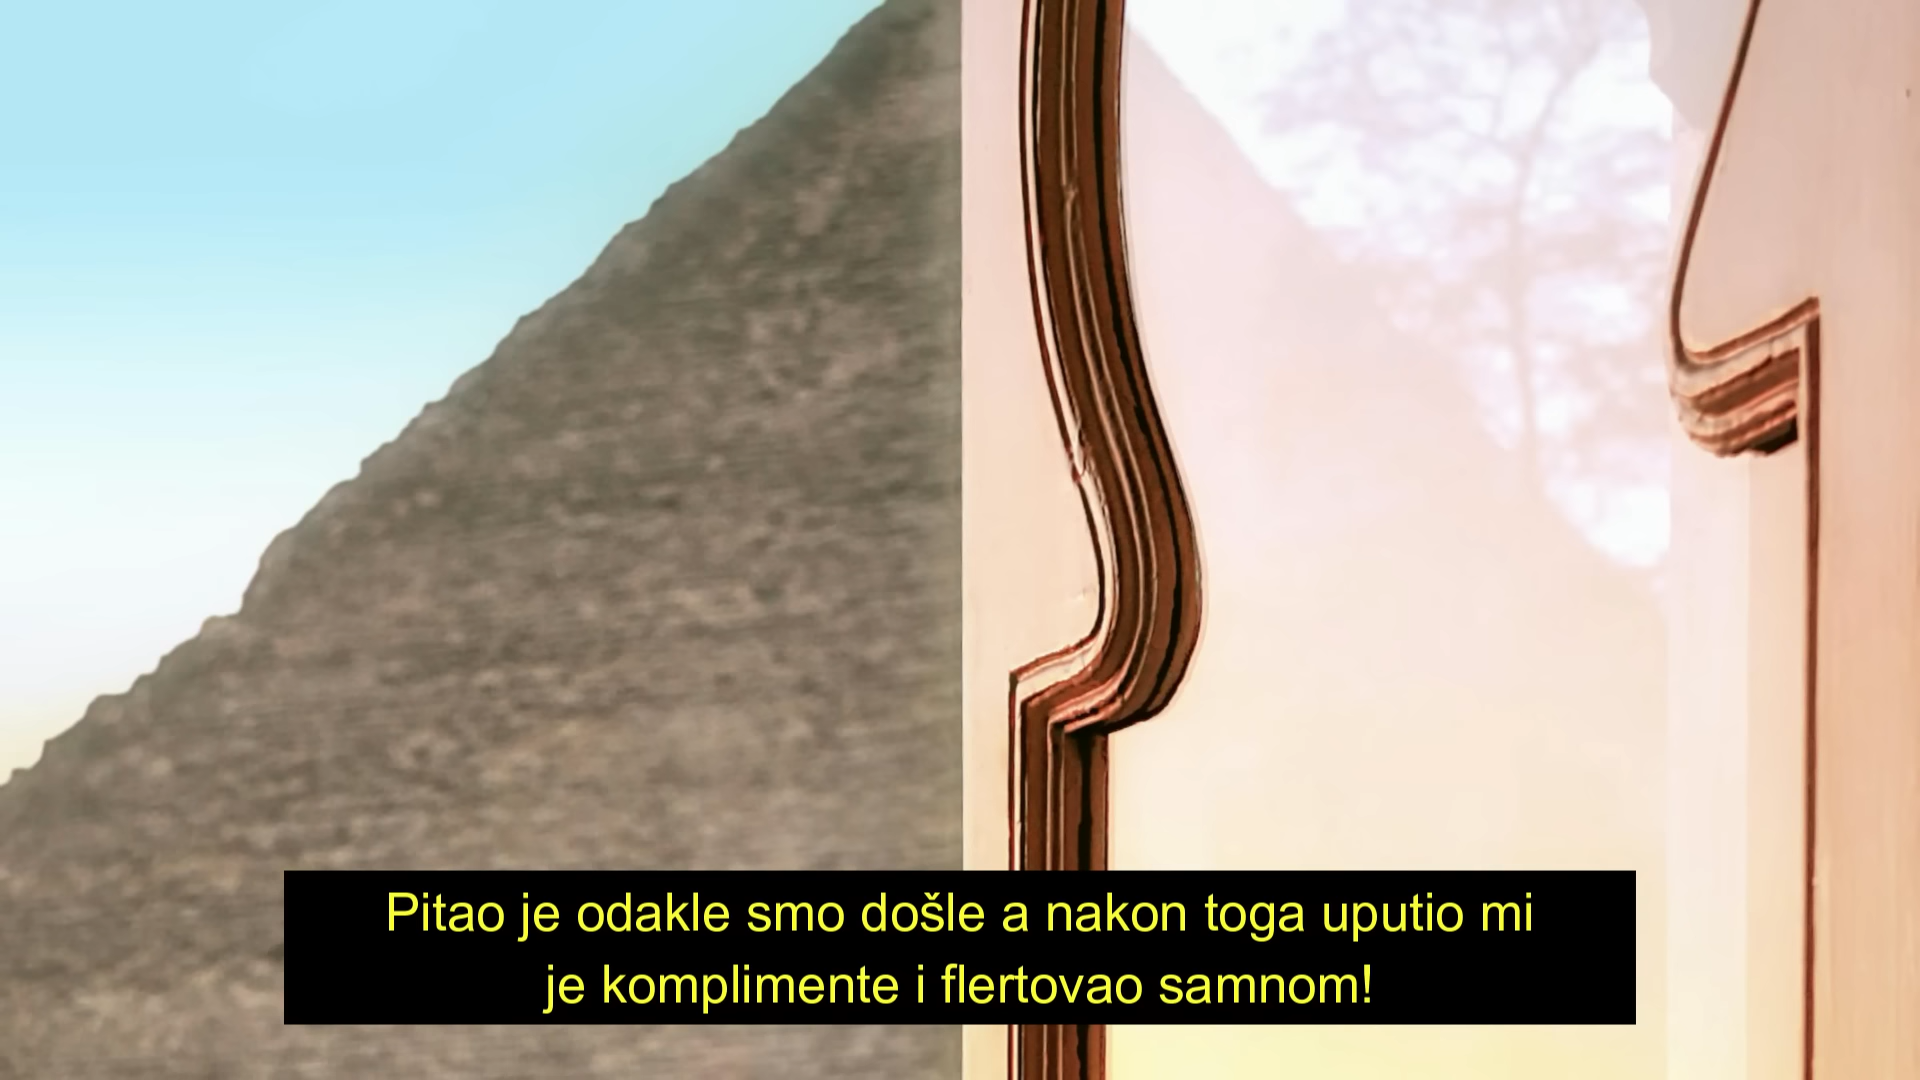 Pitao je odakle smo došle a nakon toga uputio mi
je komplimente i flertovao samnom!